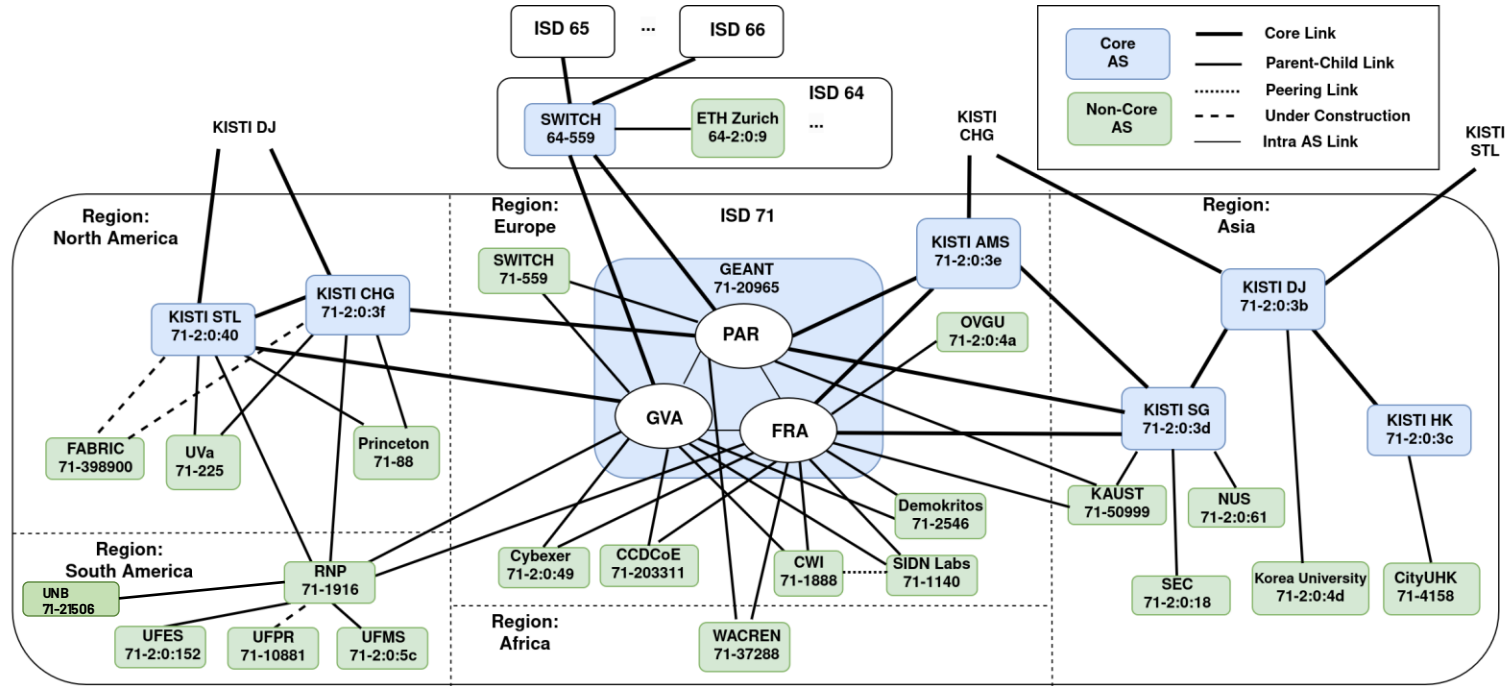 ISD 65
...
ISD 66
Core
AS
Core Link
Parent-Child Link
Non-Core
AS
Peering Link
Under Construction
Intra AS Link
ISD 64
SWITCH
64-559
ETH Zurich
64-2:0:9
...
KISTI DJ
KISTI
CHG
KISTI
STL
Region:
North America
Region:
Europe
ISD 71
Region:
Asia
SWITCH
71-559
GEANT
71-20965
KISTI AMS
71-2:0:3e
KISTI DJ
71-2:0:3b
KISTI CHG
71-2:0:3f
KISTI STL
71-2:0:40
PAR
OVGU
71-2:0:4a
GVA
FRA
KISTI SG
71-2:0:3d
KISTI HK
71-2:0:3c
FABRIC
71-398900
UVa
71-225
Princeton
71-88
KAUST
71-50999
NUS
71-2:0:61
Demokritos
71-2546
Region:
South America
Cybexer
71-2:0:49
CCDCoE
71-203311
CWI
71-1888
SIDN Labs
71-1140
RNP
71-1916
UNB
71-21506
SEC
71-2:0:18
Korea University
71-2:0:4d
CityUHK
71-4158
Region:
Africa
UFES
71-2:0:152
UFPR
71-10881
UFMS
71-2:0:5c
WACREN
71-37288